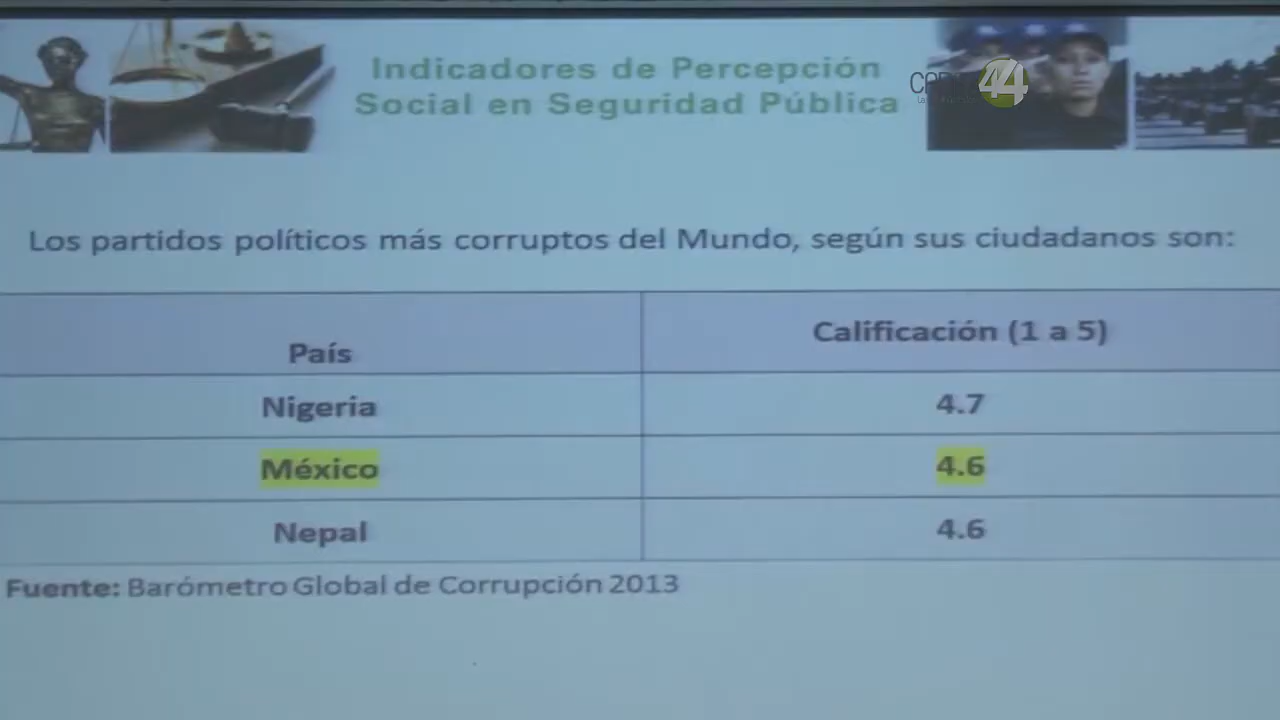 Indicadores de Percepción
Social en Seguridad Pública
44
Los partidos políticos más corruptos del Mundo, según sus ciudadanos son:
País
Calificación (1 a 5)
Nigeria
4.7
México
4.6
Nepal
4.6
Fuente: Barómetro Global de Corrupción 2013